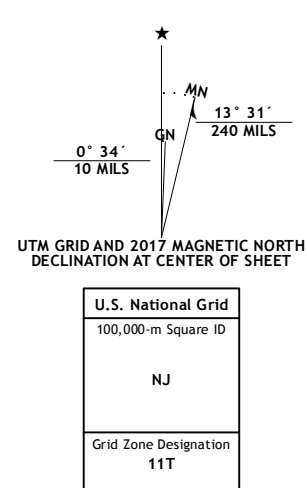 ★
MN
GN
13° 31´
240 MILS
0° 34´
10 MILS
UTM GRID AND 2017 MAGNETIC NORTH
DECLINATION AT CENTER OF SHEET
U.S. National Grid
100,000-m Square ID
NJ
Grid Zone Designation
11T